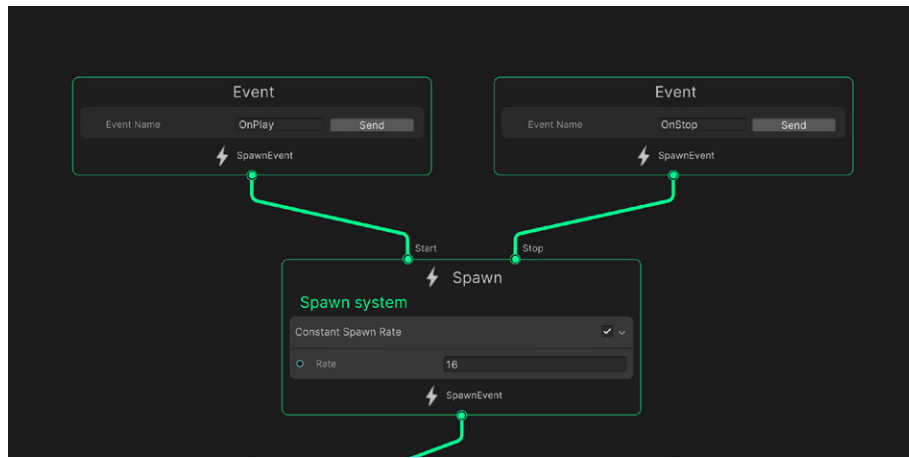 Event
Event Name OnPlay Send
SpawnEvent
Event
Event Name OnStop Send
SpawnEvent
Start
Stop
Spawn
Spawn system
Constant Spawn Rate
Rate 16
SpawnEvent